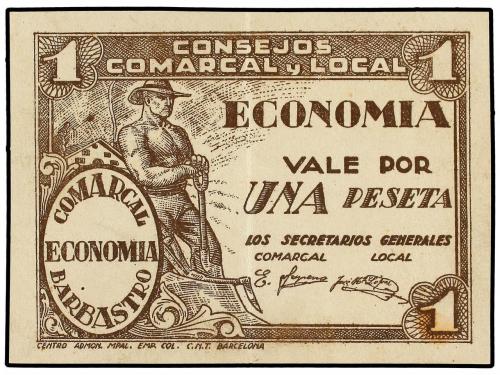 1 CONSEJOS 1
COMARCAL y LOCAL
ECONOMIA
VALE POR
UNA PESETA
LOS SECRETARIOS GENERALES
COMARCAL LOCAL
COMARCAL
ECONOMIA
BARBASTRO
1
CENTRO ADMON. MPAL. EMP. COL. C.N.T. BARCELONA